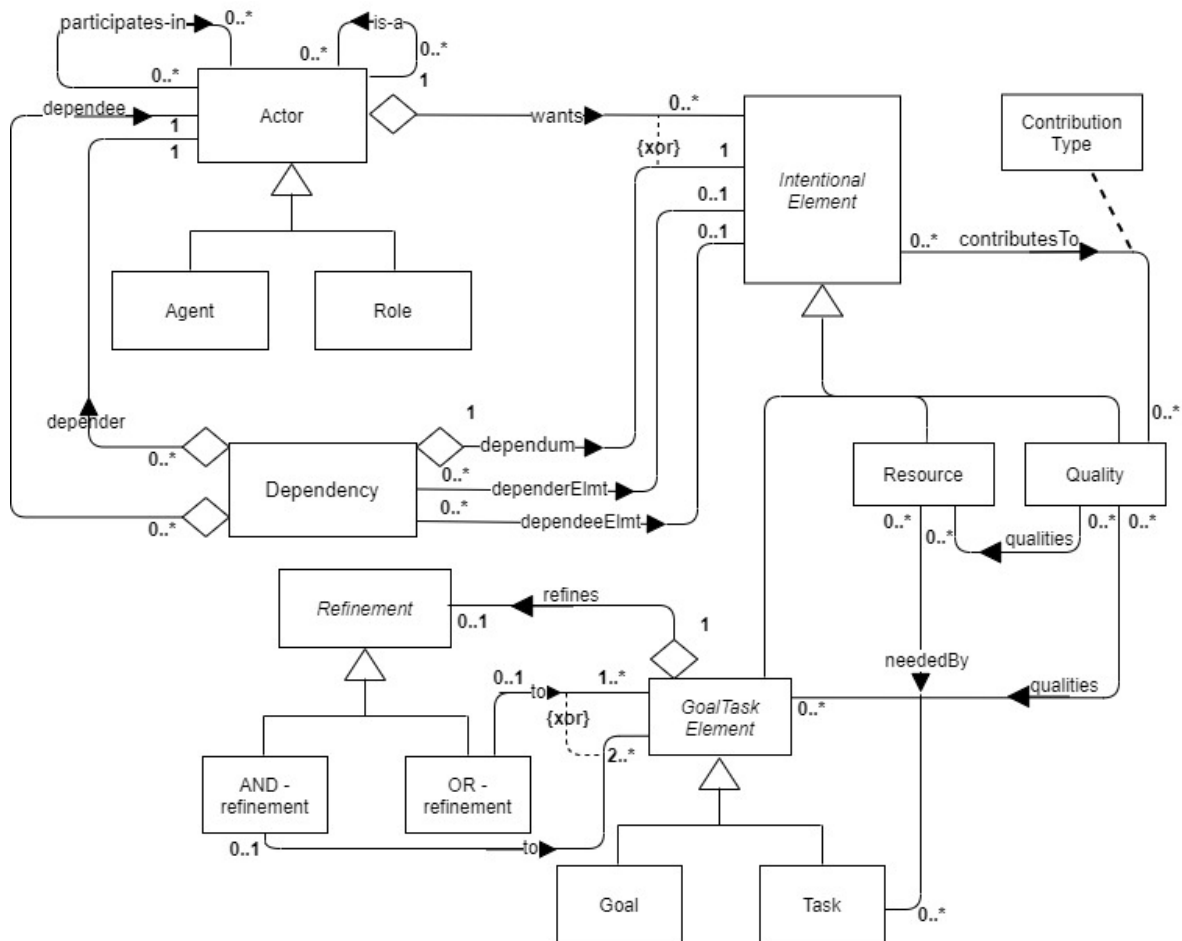 participates-in
0..*
is-a
0..*
0..*
0..*
1
dependee
1
1
Actor
wants
0..*
{xor}
1
0..1
0..1
Intentional
Element
Contribution
Type
0..*
contributesTo
Agent
Role
depender
0..*
0..*
1
dependum
Dependency
0..*
dependerElmt
0..*
dependeeElmt
0..*
Resource
Quality
0..*
0..*
qualities
0..*
0..*
Refinement
refines
0..1
1
neededBy
qualities
0..*
0..1
to
1..*
{xor}
GoalTask
Element
2..*
AND -
refinement
OR -
refinement
0..1
to
Goal
Task
0..*